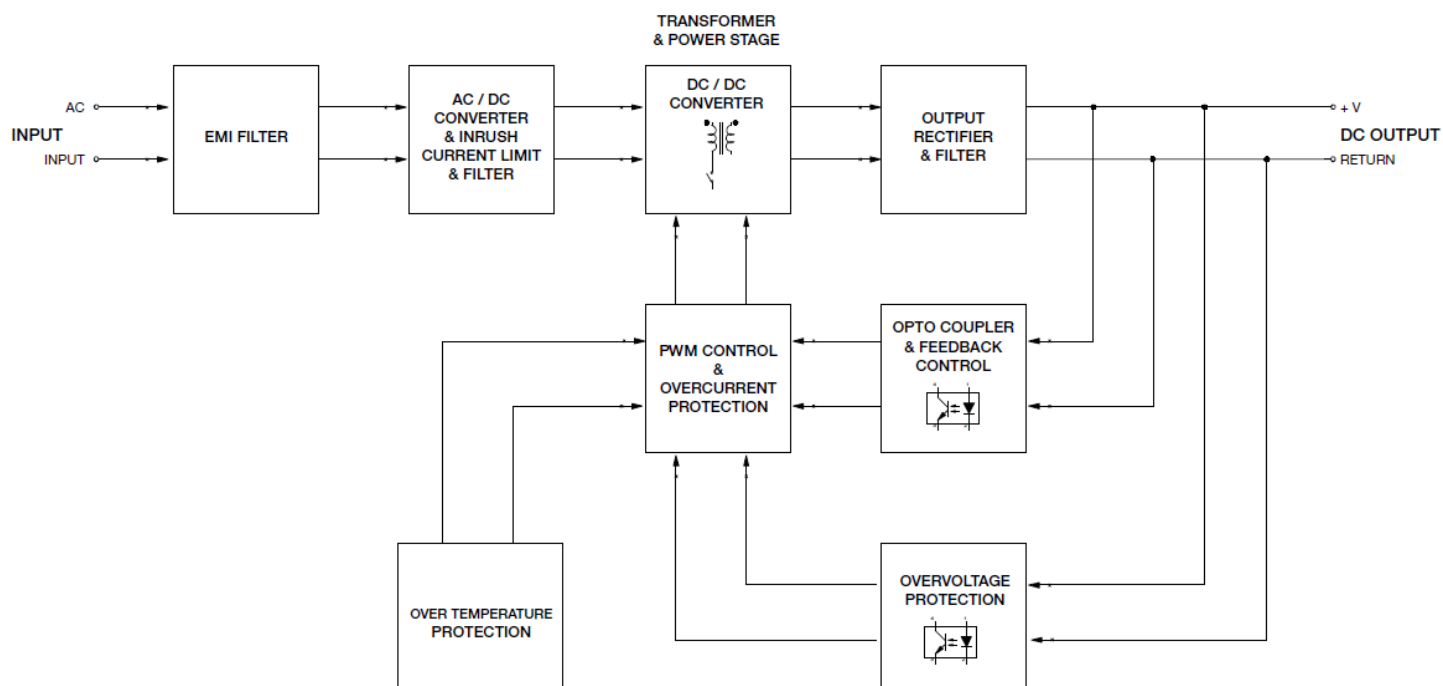 TRANSFORMER
& POWER STAGE
AC
INPUT
INPUT
EMI FILTER
AC / DC
CONVERTER
& INRUSH
CURRENT LIMIT
& FILTER
DC / DC
CONVERTER
OUTPUT
RECTIFIER
& FILTER
+ V
DC OUTPUT
RETURN
PWM CONTROL
&
OVERCURRENT
PROTECTION
OPTO COUPLER
& FEEDBACK
CONTROL
OVER TEMPERATURE
PROTECTION
OVERVOLTAGE
PROTECTION